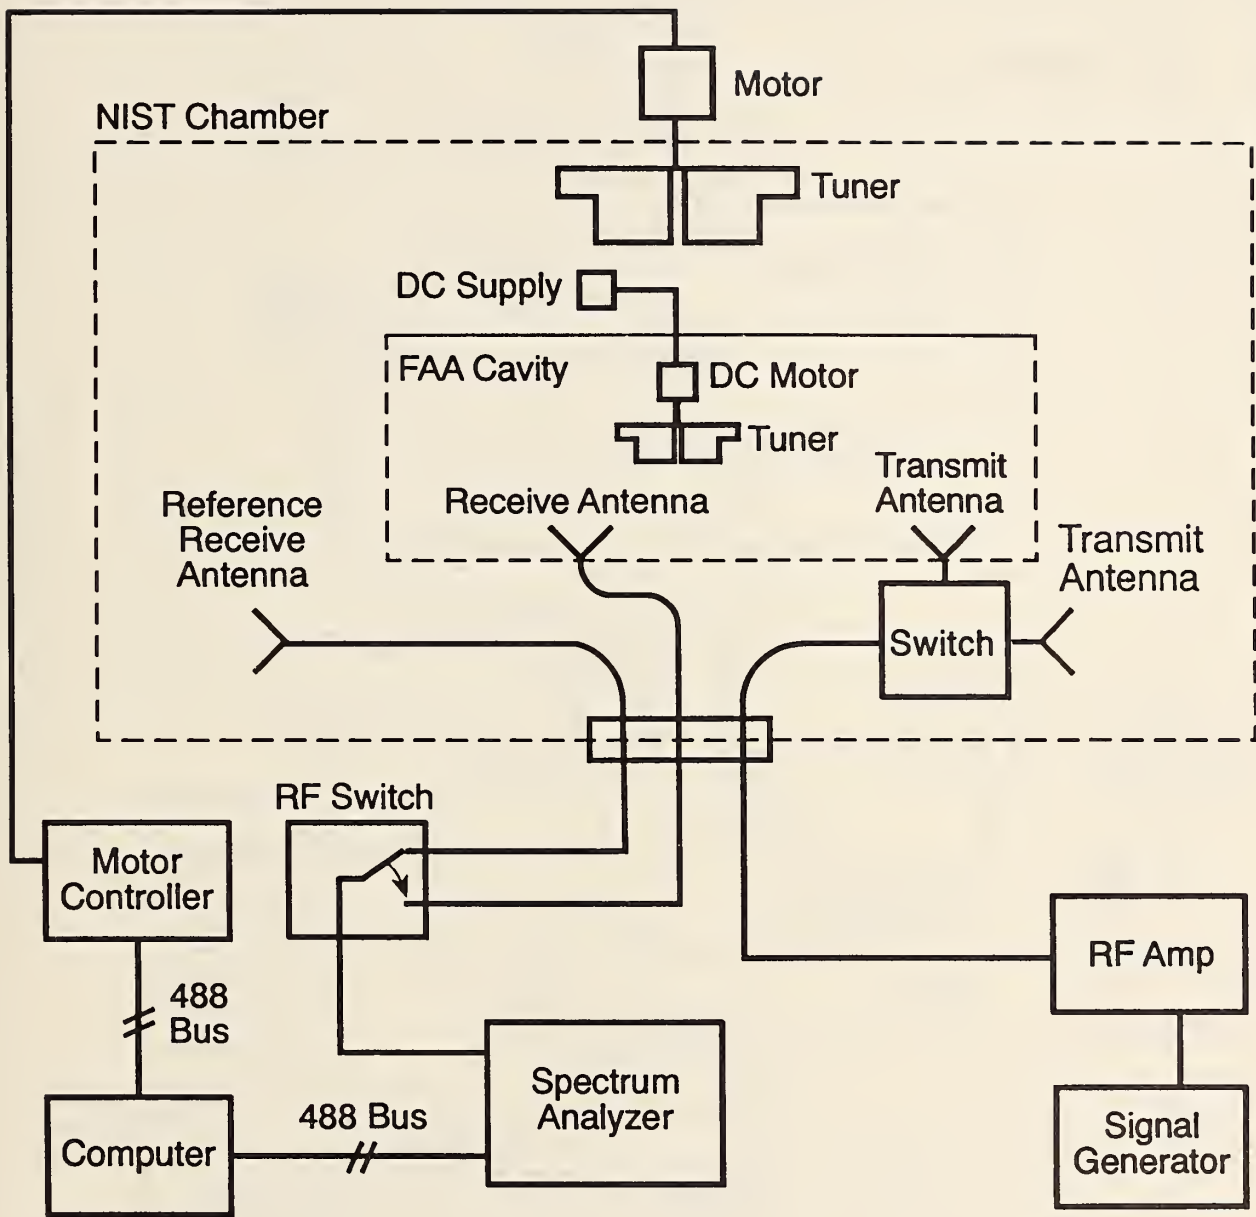 Motor
NIST Chamber
Tuner
DC Supply
FAA Cavity
DC Motor
Tuner
Receive Antenna
Transmit
Antenna
Reference
Receive
Antenna
Transmit
Antenna
Switch
RF Switch
Motor
Controller
RF Amp
488
Bus
Spectrum
Analyzer
488 Bus
Computer
Signal
Generator